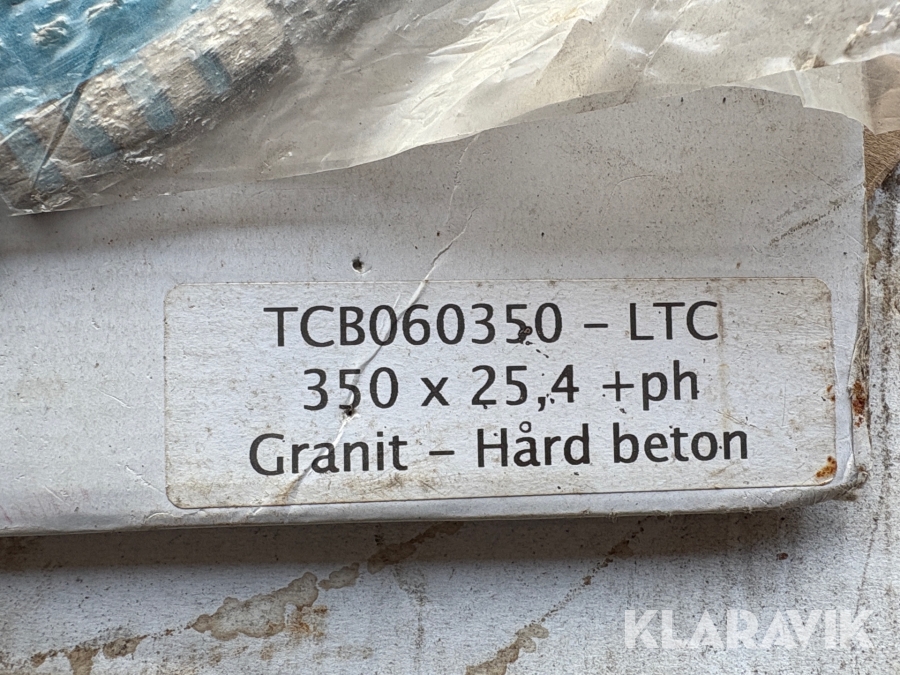 TCB060350 – LTC
350 x 25,4 +ph
Granit – Hård beton
KLARAVIK